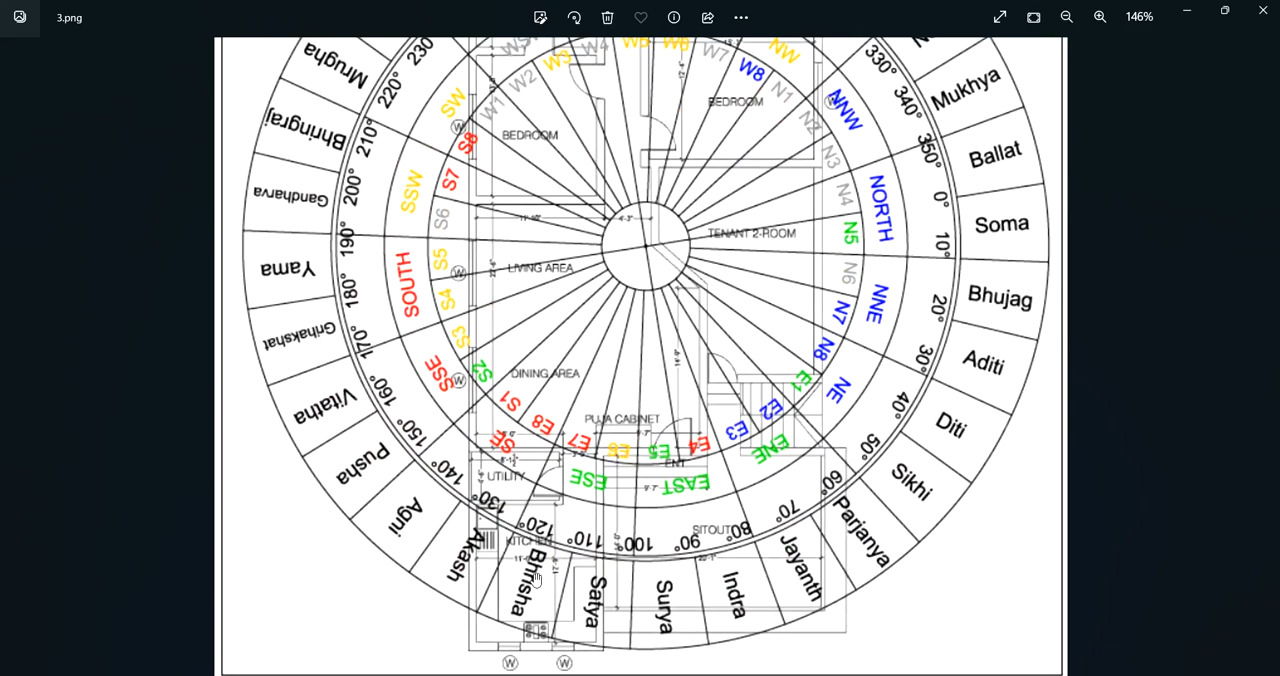 3.png
146%
Mrugha
Bhringraj
Gandharva
Yama
Grihakshat
Vitatha
Pusha
Agni
Akash
Bhrisha
Satya
Surya
Indra
Jayanth
Parjanya
Sikhi
Diti
Aditi
Bhujag
Soma
Ballat
Mukhya
230
220°
210°
200°
190°
180°
170°
160°
150°
140°
130°
120°
110°
100°
90°
80°
70°
60°
50°
40°
30°
20°
10°
0°
350°
340°
330°
SW
SSW
SOUTH
SSE
SE
ESE
EAST
ENE
NE
NNE
NORTH
NNW
NW
W1
W2
W3
W4
W5
W6
W7
W8
N1
N2
N3
N4
N5
N6
N7
N8
E1
E2
E3
E4
E5
E6
E7
E8
S1
S2
S3
S4
S5
S6
S7
S8
BEDROOM
BEDROOM
TENANT 2-ROOM
LIVING AREA
DINING AREA
PUJA CABINET
UTILITY
ENT
SITOUT
KITCHEN
4'-3"
W
W
W
W
W
W